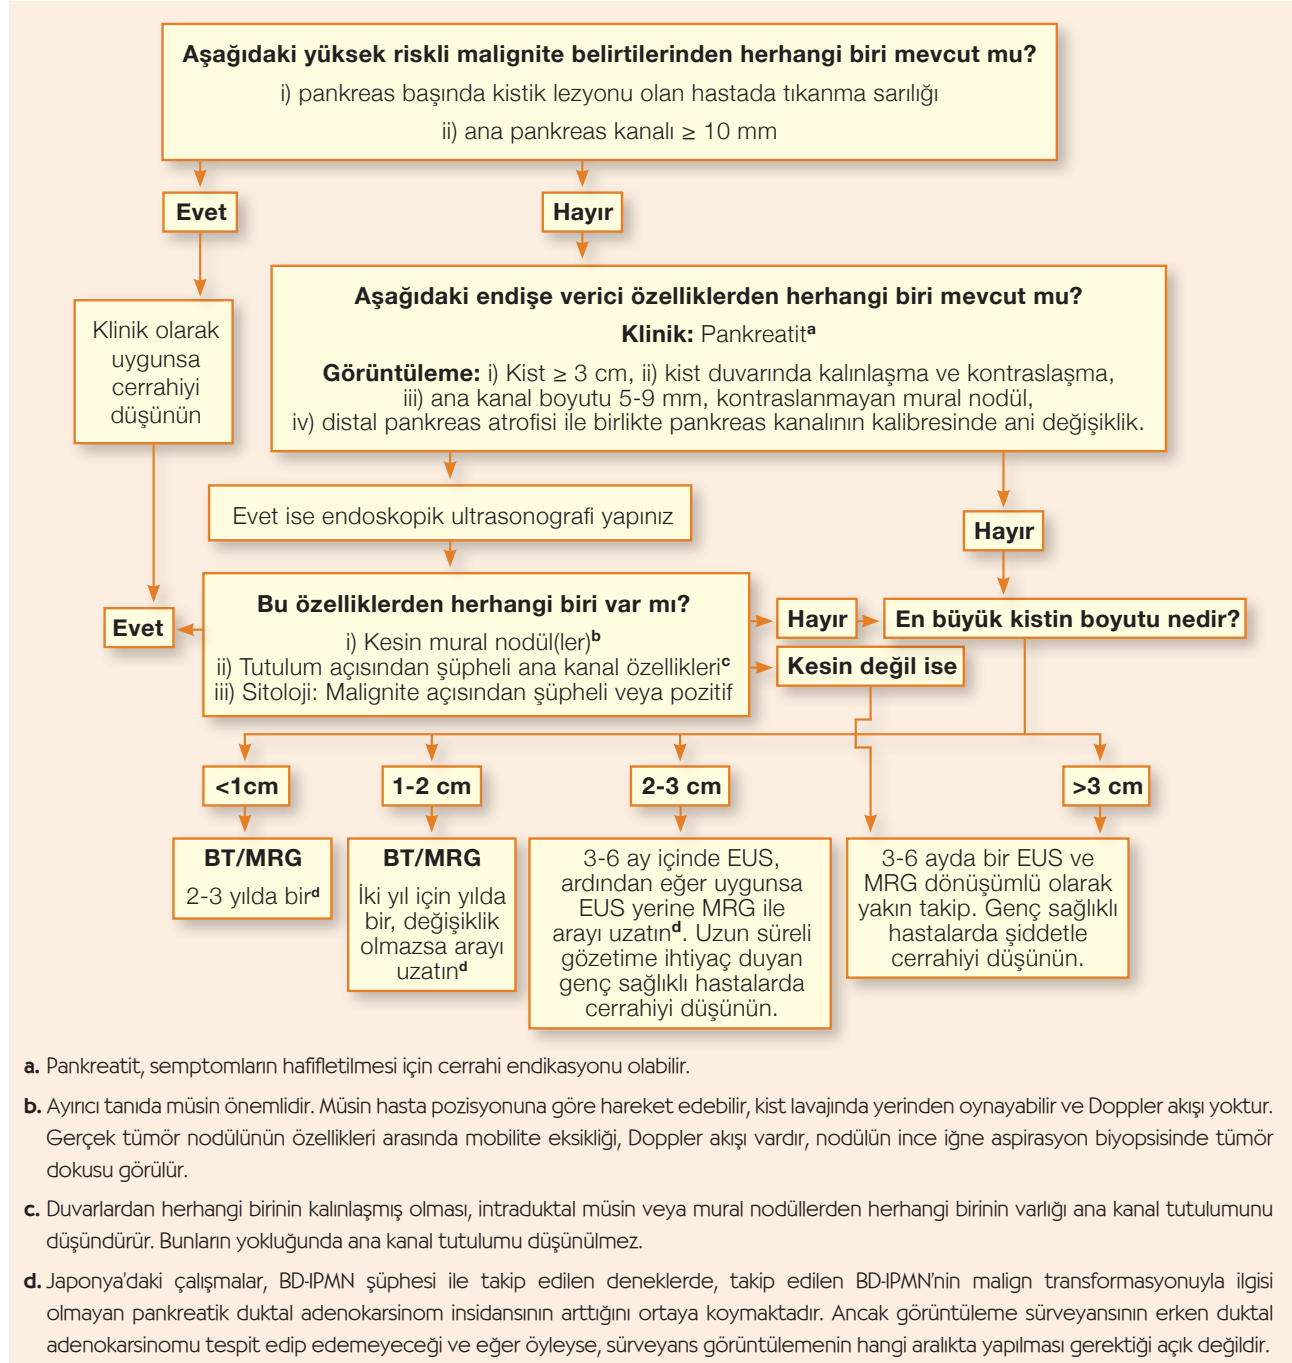 Aşağıdaki yüksek riskli malignite belirtilerinden herhangi biri mevcut mu?
i) pankreas başında kistik lezyonu olan hastada tıkanma sarılığı
ii) ana pankreas kanalı ≥ 10 mm
Evet
Hayır
Klinik olarak
uygunsa
cerrahiyi
düşünün
Aşağıdaki endişe verici özelliklerden herhangi biri mevcut mu?
Klinik: Pankreatitᵃ
Görüntüleme: i) Kist ≥ 3 cm, ii) kist duvarında kalınlaşma ve kontraslaşma,
iii) ana kanal boyutu 5-9 mm, kontraslanmayan mural nodül,
iv) distal pankreas atrofisi ile birlikte pankreas kanalının kalibresinde ani değişiklik.
Evet ise endoskopik ultrasonografi yapınız
Hayır
Evet
Bu özelliklerden herhangi biri var mı?
i) Kesin mural nodül(ler)ᵇ
ii) Tutulum açısından şüpheli ana kanal özellikleriᶜ
iii) Sitoloji: Malignite açısından şüpheli veya pozitif
Hayır
En büyük kistin boyutu nedir?
Kesin değil ise
<1cm
1-2 cm
2-3 cm
>3 cm
BT/MRG
2-3 yılda birᵈ
BT/MRG
İki yıl için yılda
bir, değişiklik
olmazsa arayı
uzatınᵈ
3-6 ay içinde EUS,
ardından eğer uygunsa
EUS yerine MRG ile
arayı uzatınᵈ. Uzun süreli
gözetime ihtiyaç duyan
genç sağlıklı hastalarda
cerrahiyi düşünün.
3-6 ayda bir EUS ve
MRG dönüşümlü olarak
yakın takip. Genç sağlıklı
hastalarda şiddetle
cerrahiyi düşünün.
a. Pankreatit, semptomların hafifletilmesi için cerrahi endikasyonu olabilir.
b. Ayırıcı tanıda müsin önemlidir. Müsin hasta pozisyonuna göre hareket edebilir, kist lavajında yerinden oynayabilir ve Doppler akışı yoktur.
Gerçek tümör nodülünün özellikleri arasında mobilite eksikliği, Doppler akışı vardır, nodülün ince iğne aspirasyon biyopsisinde tümör
dokusu görülür.
c. Duvarlardan herhangi birinin kalınlaşmış olması, intraduktal müsin veya mural nodüllerden herhangi birinin varlığı ana kanal tutulumunu
düşündürür. Bunların yokluğunda ana kanal tutulumu düşünülmez.
d. Japonya'daki çalışmalar, BD-IPMN şüphesi ile takip edilen deneklerde, takip edilen BD-IPMN'nin malign transformasyonuyla ilgisi
olmayan pankreatik duktal adenokarsinom insidansının arttığını ortaya koymaktadır. Ancak görüntüleme sürveyansının erken duktal
adenokarsinomu tespit edip edemeyeceği ve eğer öyleyse, sürveyans görüntülemenin hangi aralıkta yapılması gerektiği açık değildir.